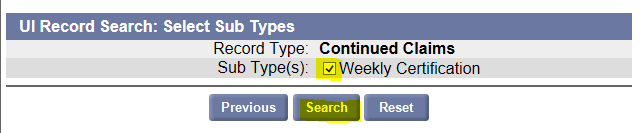 UI Record Search: Select Sub Types
Record Type: Continued Claims
Sub Type(s): Weekly Certification
Previous Search Reset